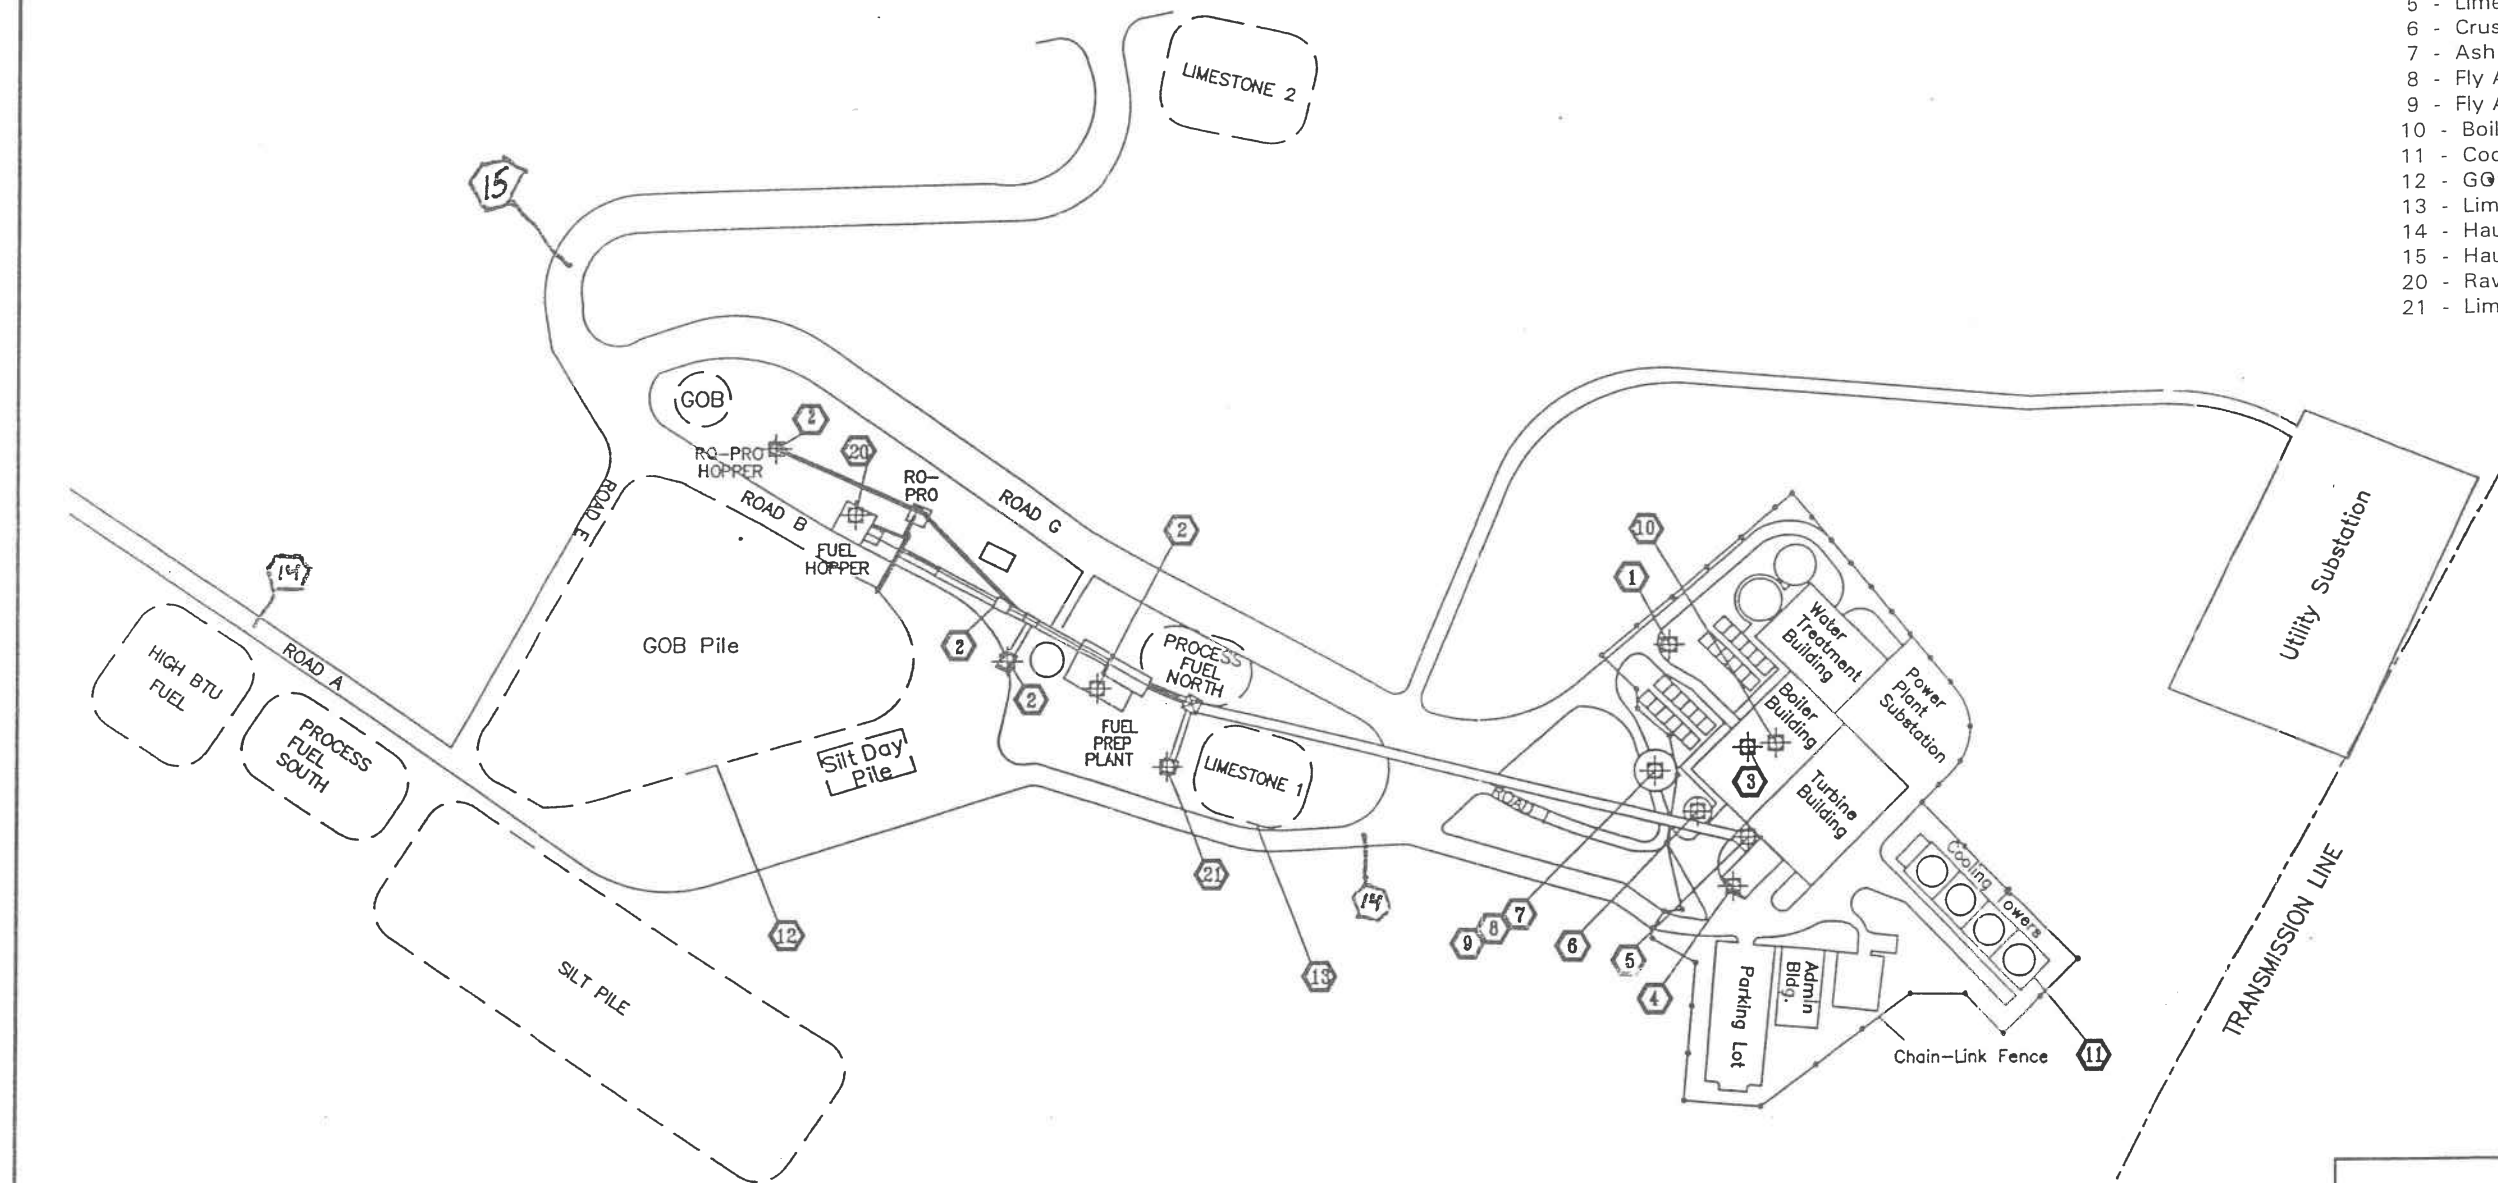 5 - Lime
6 - Crus
7 - Ash
8 - Fly A
9 - Fly A
10 - Boil
11 - Coo
12 - GO
13 - Lim
14 - Hau
15 - Hau
20 - Raw
21 - Lim
LIMESTONE 2
15
GOB
2
RO-PRO
HOPPER
20
RO-
PRO
ROAD G
ROAD B
ROAD E
FUEL
HOPPER
2
10
1
14
Utility Substation
Water
Treatment
Building
Power
Plant
Substation
Boiler
Building
PROCESS
FUEL
NORTH
GOB Pile
2
2
HIGH BTU
FUEL
ROAD A
PROCESS
FUEL
SOUTH
FUEL
PREP
PLANT
Silt Day
Pile
LIMESTONE 1
3
Turbine
Building
ROAD
21
14
Cooling Towers
12
13
9
8
7
6
5
4
SILT PILE
Parking Lot
Admin
Bldg.
Chain-Link Fence
11
TRANSMISSION LINE